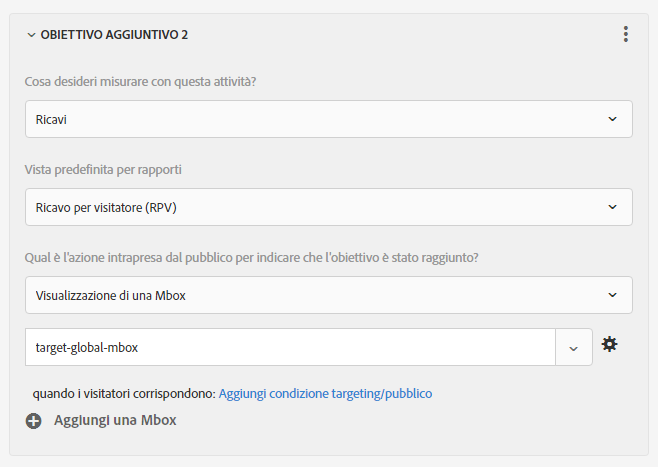 OBIETTIVO AGGIUNTIVO 2
Cosa desideri misurare con questa attività?
Ricavi
Vista predefinita per rapporti
Ricavo per visitatore (RPV)
Qual è l'azione intrapresa dal pubblico per indicare che l'obiettivo è stato raggiunto?
Visualizzazione di una Mbox
target-global-mbox
quando i visitatori corrispondono: Aggiungi condizione targeting/pubblico
Aggiungi una Mbox